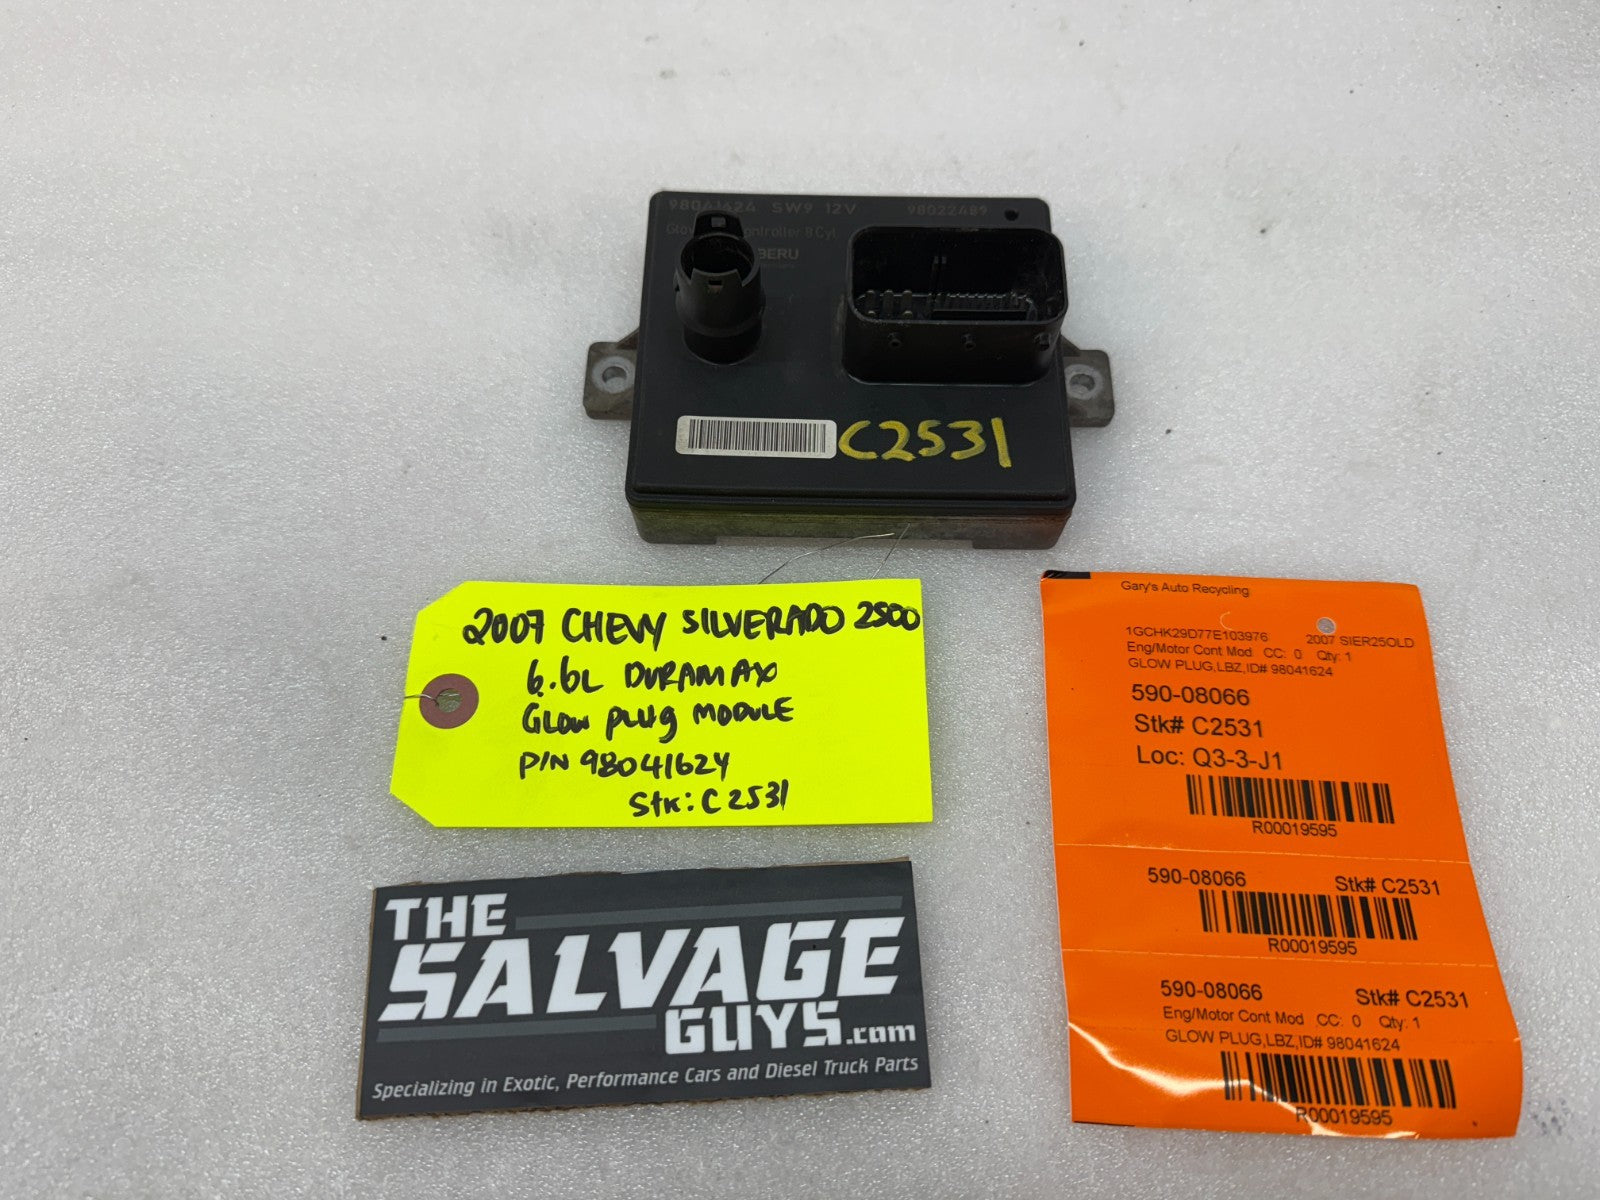 98041624 SW9 12V 98022489
Controller 8 Cyl
BERU
C2531
2007 CHEVY SILVERADO 2500
6.6L DURAMAX
GLOW PLUG MODULE
P/N 98041624
Stk: C2531
THE
SALVAGE
GUYS.com
Specializing in Exotic, Performance Cars and Diesel Truck Parts
Gary's Auto Recycling
1GCHK29D77E103976 2007 SIER25OLD
Eng/Motor Cont Mod CC: 0 Qty: 1
GLOW PLUG,LBZ,ID# 98041624
590-08066
Stk# C2531
Loc: Q3-3-J1
R00019595
590-08066 Stk# C2531
R00019595
590-08066 Stk# C2531
Eng/Motor Cont Mod CC: 0 Qty: 1
GLOW PLUG,LBZ,ID# 98041624
R00019595